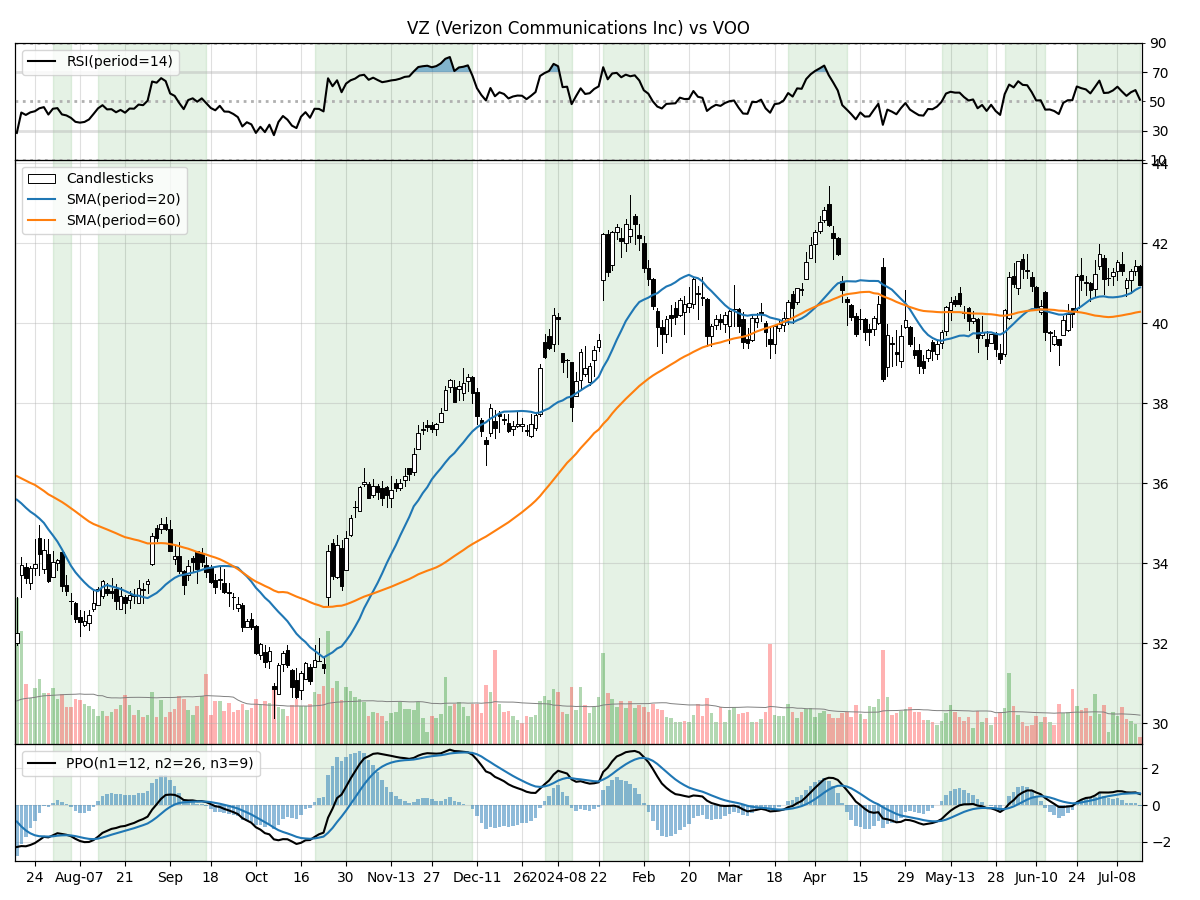 VZ (Verizon Communications Inc) vs VOO
RSI(period=14)
90
70
50
30
10
Candlesticks
SMA(period=20)
SMA(period=60)
44
42
40
38
36
34
32
30
PPO(n1=12, n2=26, n3=9)
2
0
−2
24 Aug-07 21 Sep 18 Oct 16 30 Nov-13 27 Dec-11 26 2024-08 22 Feb 20 Mar 18 Apr 15 29 May-13 28 Jun-10 24 Jul-08